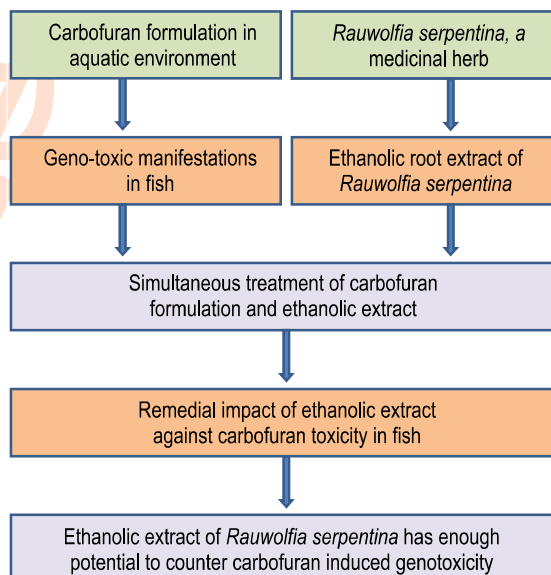 Carbofuran formulation in
aquatic environment
Rauwolfia serpentina, a
medicinal herb
Geno-toxic manifestations
in fish
Ethanolic root extract of
Rauwolfia serpentina
Simultaneous treatment of carbofuran
formulation and ethanolic extract
Remedial impact of ethanolic extract
against carbofuran toxicity in fish
Ethanolic extract of Rauwolfia serpentina has enough
potential to counter carbofuran induced genotoxicity